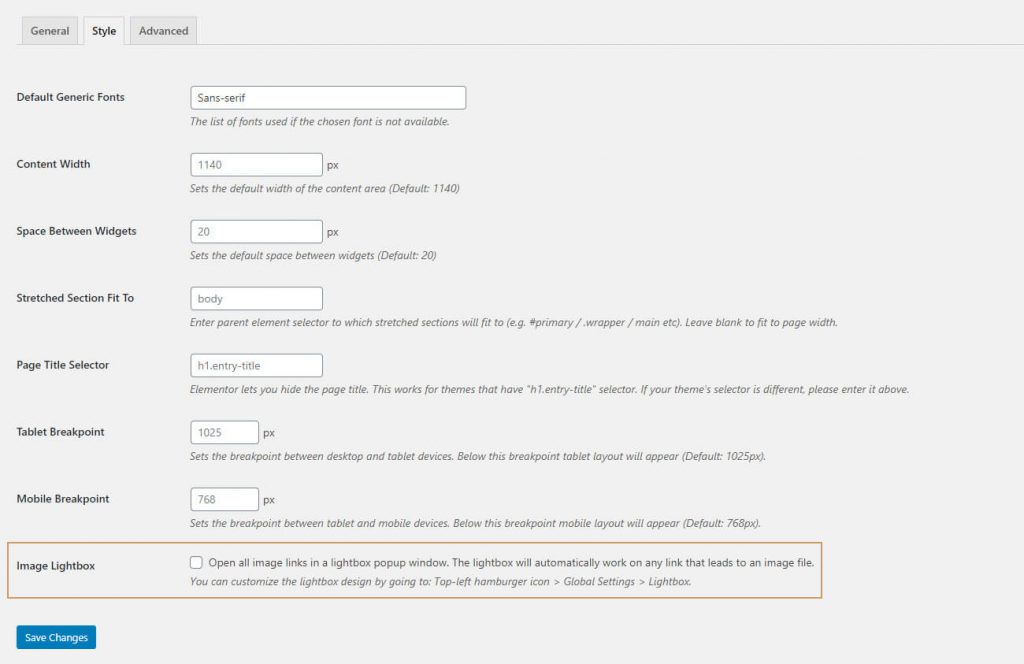 General Style Advanced
Default Generic Fonts Sans-serif
The list of fonts used if the chosen font is not available.
Content Width 1140 px
Sets the default width of the content area (Default: 1140)
Space Between Widgets 20 px
Sets the default space between widgets (Default: 20)
Stretched Section Fit To body
Enter parent element selector to which stretched sections will fit to (e.g. #primary / .wrapper / main etc). Leave blank to fit to page width.
Page Title Selector h1.entry-title
Elementor lets you hide the page title. This works for themes that have "h1.entry-title" selector. If your theme's selector is different, please enter it above.
Tablet Breakpoint 1025 px
Sets the breakpoint between desktop and tablet devices. Below this breakpoint tablet layout will appear (Default: 1025px).
Mobile Breakpoint 768 px
Sets the breakpoint between tablet and mobile devices. Below this breakpoint mobile layout will appear (Default: 768px).
Image Lightbox Open all image links in a lightbox popup window. The lightbox will automatically work on any link that leads to an image file.
You can customize the lightbox design by going to: Top-left hamburger icon > Global Settings > Lightbox.
Save Changes